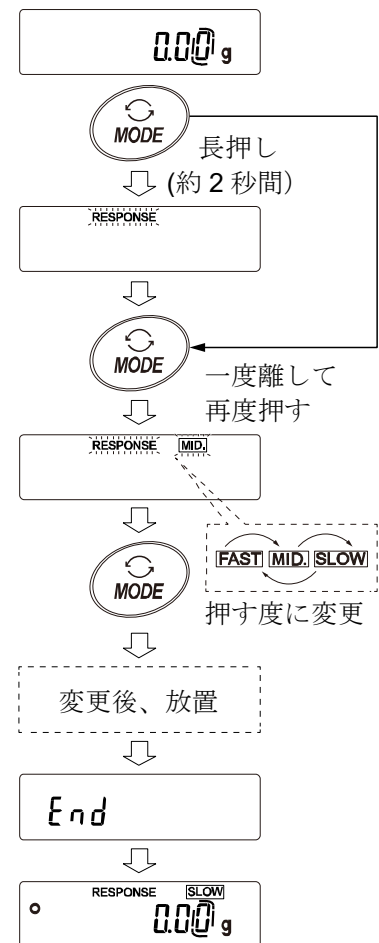 0.00 g
MODE
長押し
(約 2 秒間）
RESPONSE
MODE
一度離して
再度押す
RESPONSE MID.
FAST MID. SLOW
MODE
押す度に変更
変更後、放置
End
RESPONSE SLOW
0.00 g